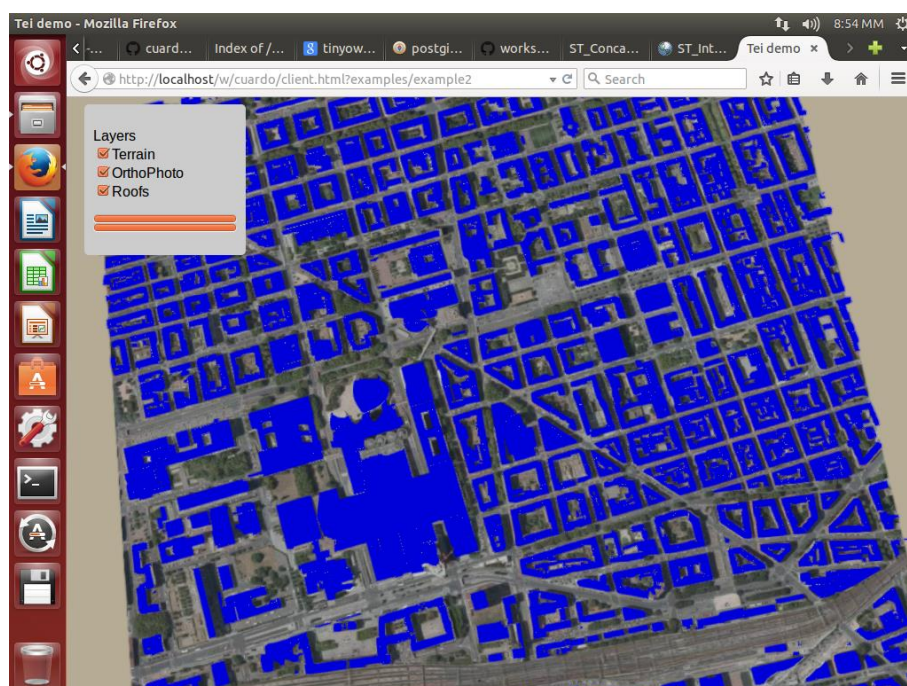 Tei demo - Mozilla Firefox
8:54 MM
-... cuard... Index of /... tinyow... postgi... works... ST_Conca... ST_Int... Tei demo
http://localhost/w/cuardo/client.html?examples/example2
Search
Layers
Terrain
OrthoPhoto
Roofs